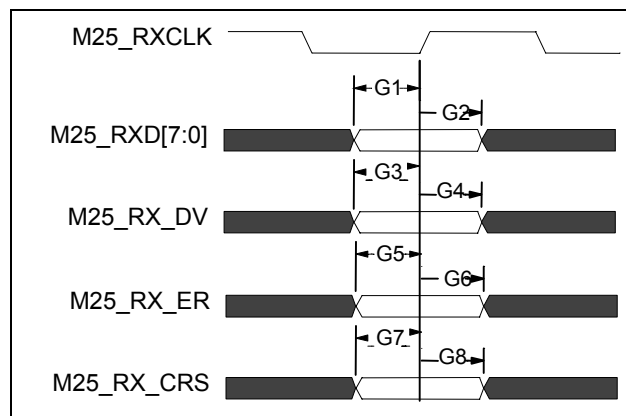 M25_RXCLK
G1
G2
M25_RXD[7:0]
G3
G4
M25_RX_DV
G5
G6
M25_RX_ER
G7
G8
M25_RX_CRS